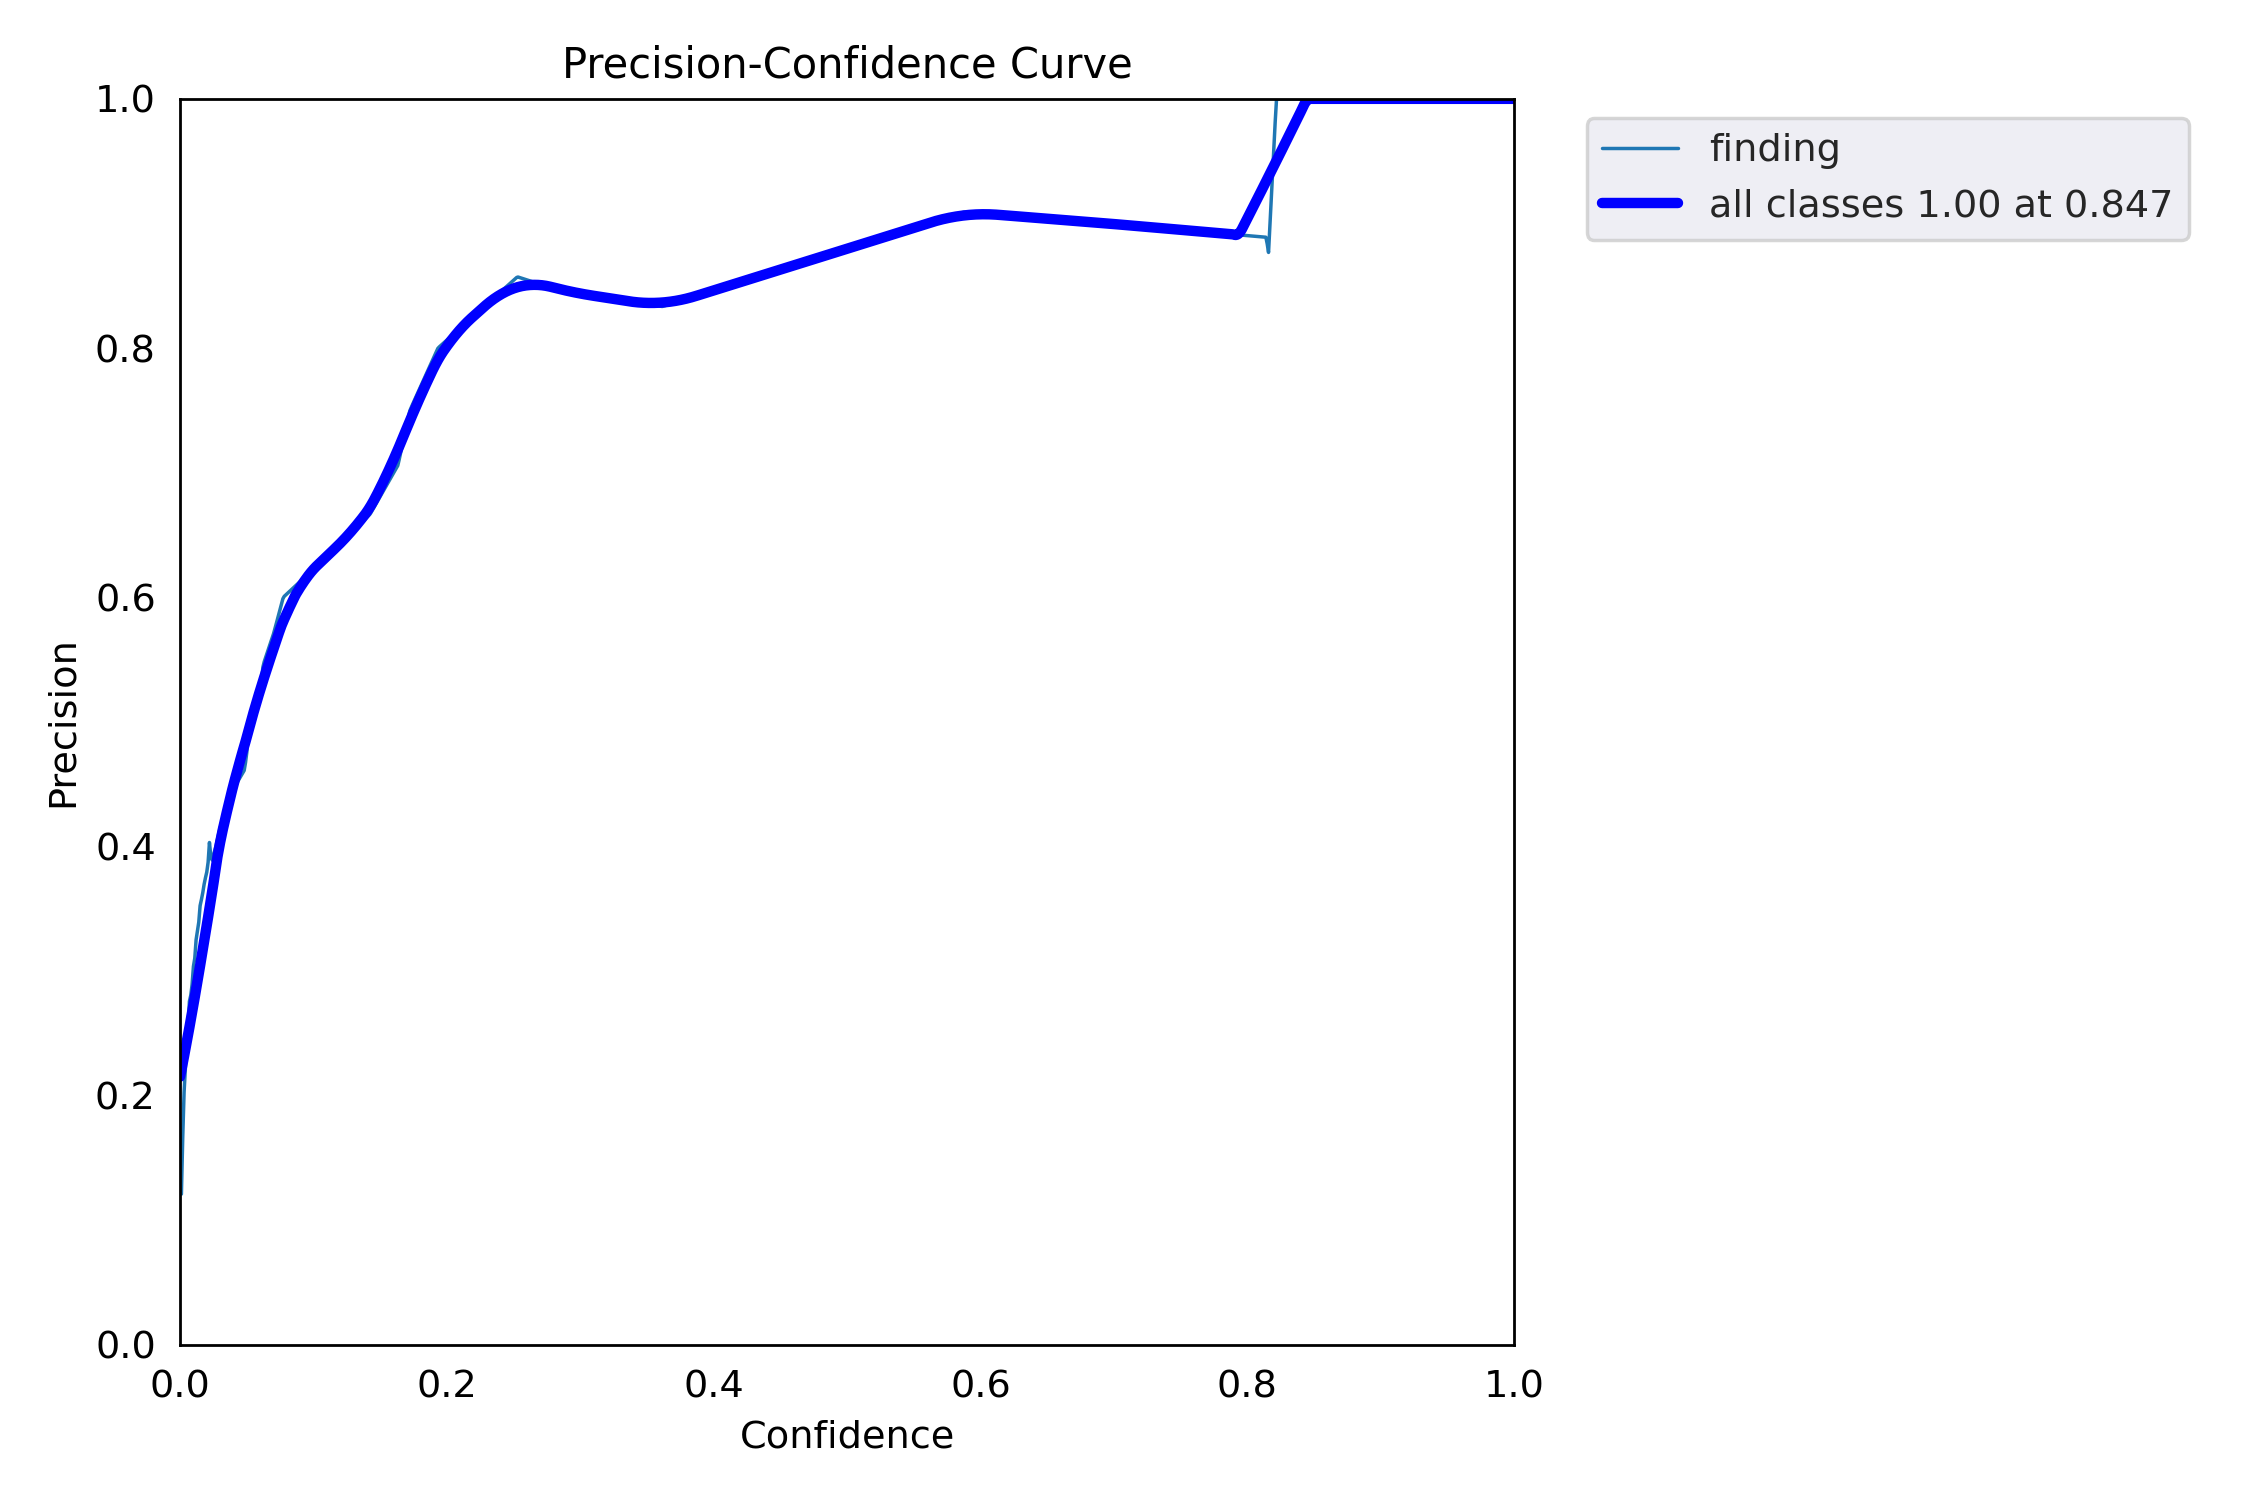 Precision-Confidence Curve
1.0
0.8
0.6
0.4
0.2
0.0
Precision
0.0 0.2 0.4 0.6 0.8 1.0
Confidence
finding
all classes 1.00 at 0.847